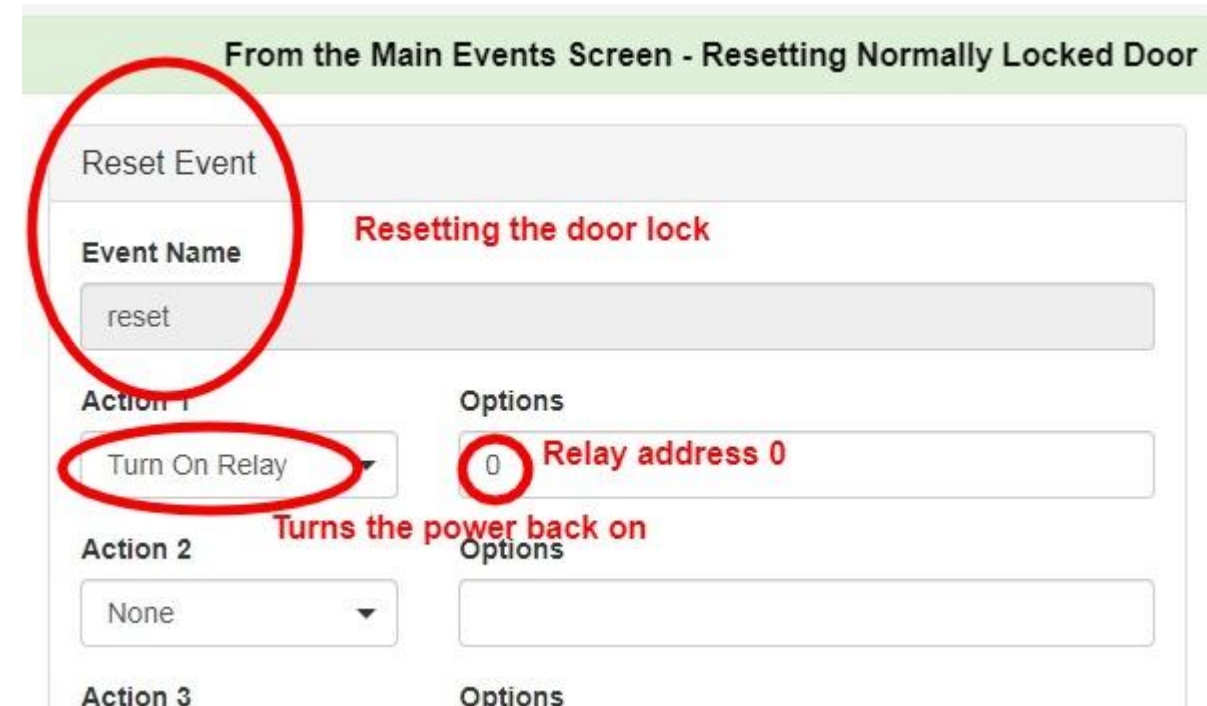 From the Main Events Screen - Resetting Normally Locked Door
Reset Event
Resetting the door lock
Event Name
reset
Action 1 Options
Turn On Relay 0 Relay address 0
Turns the power back on
Action 2 Options
None
Action 3 Options